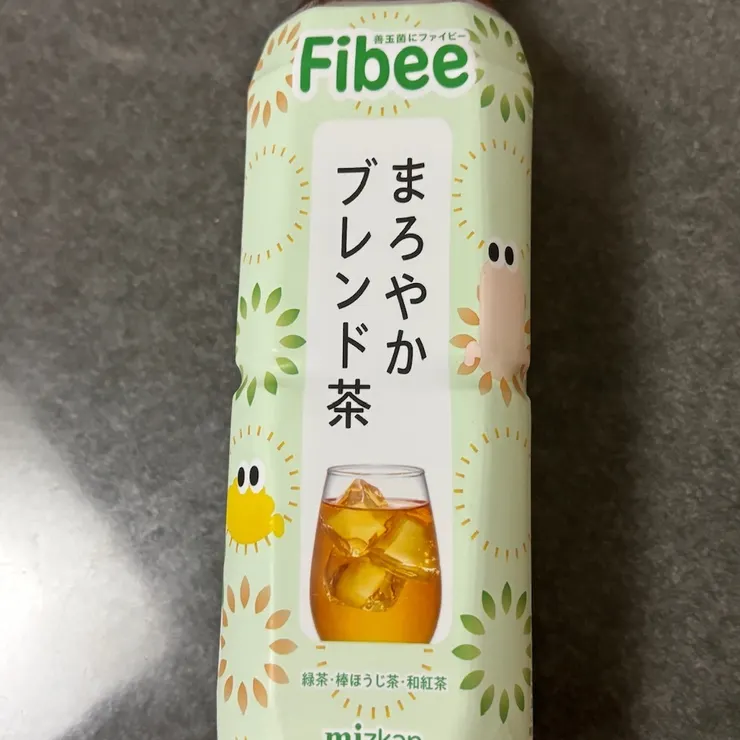 善玉菌にファイビー
Fibee
まろやか
ブレンド茶
緑茶・棒ほうじ茶・和紅茶
mizkan